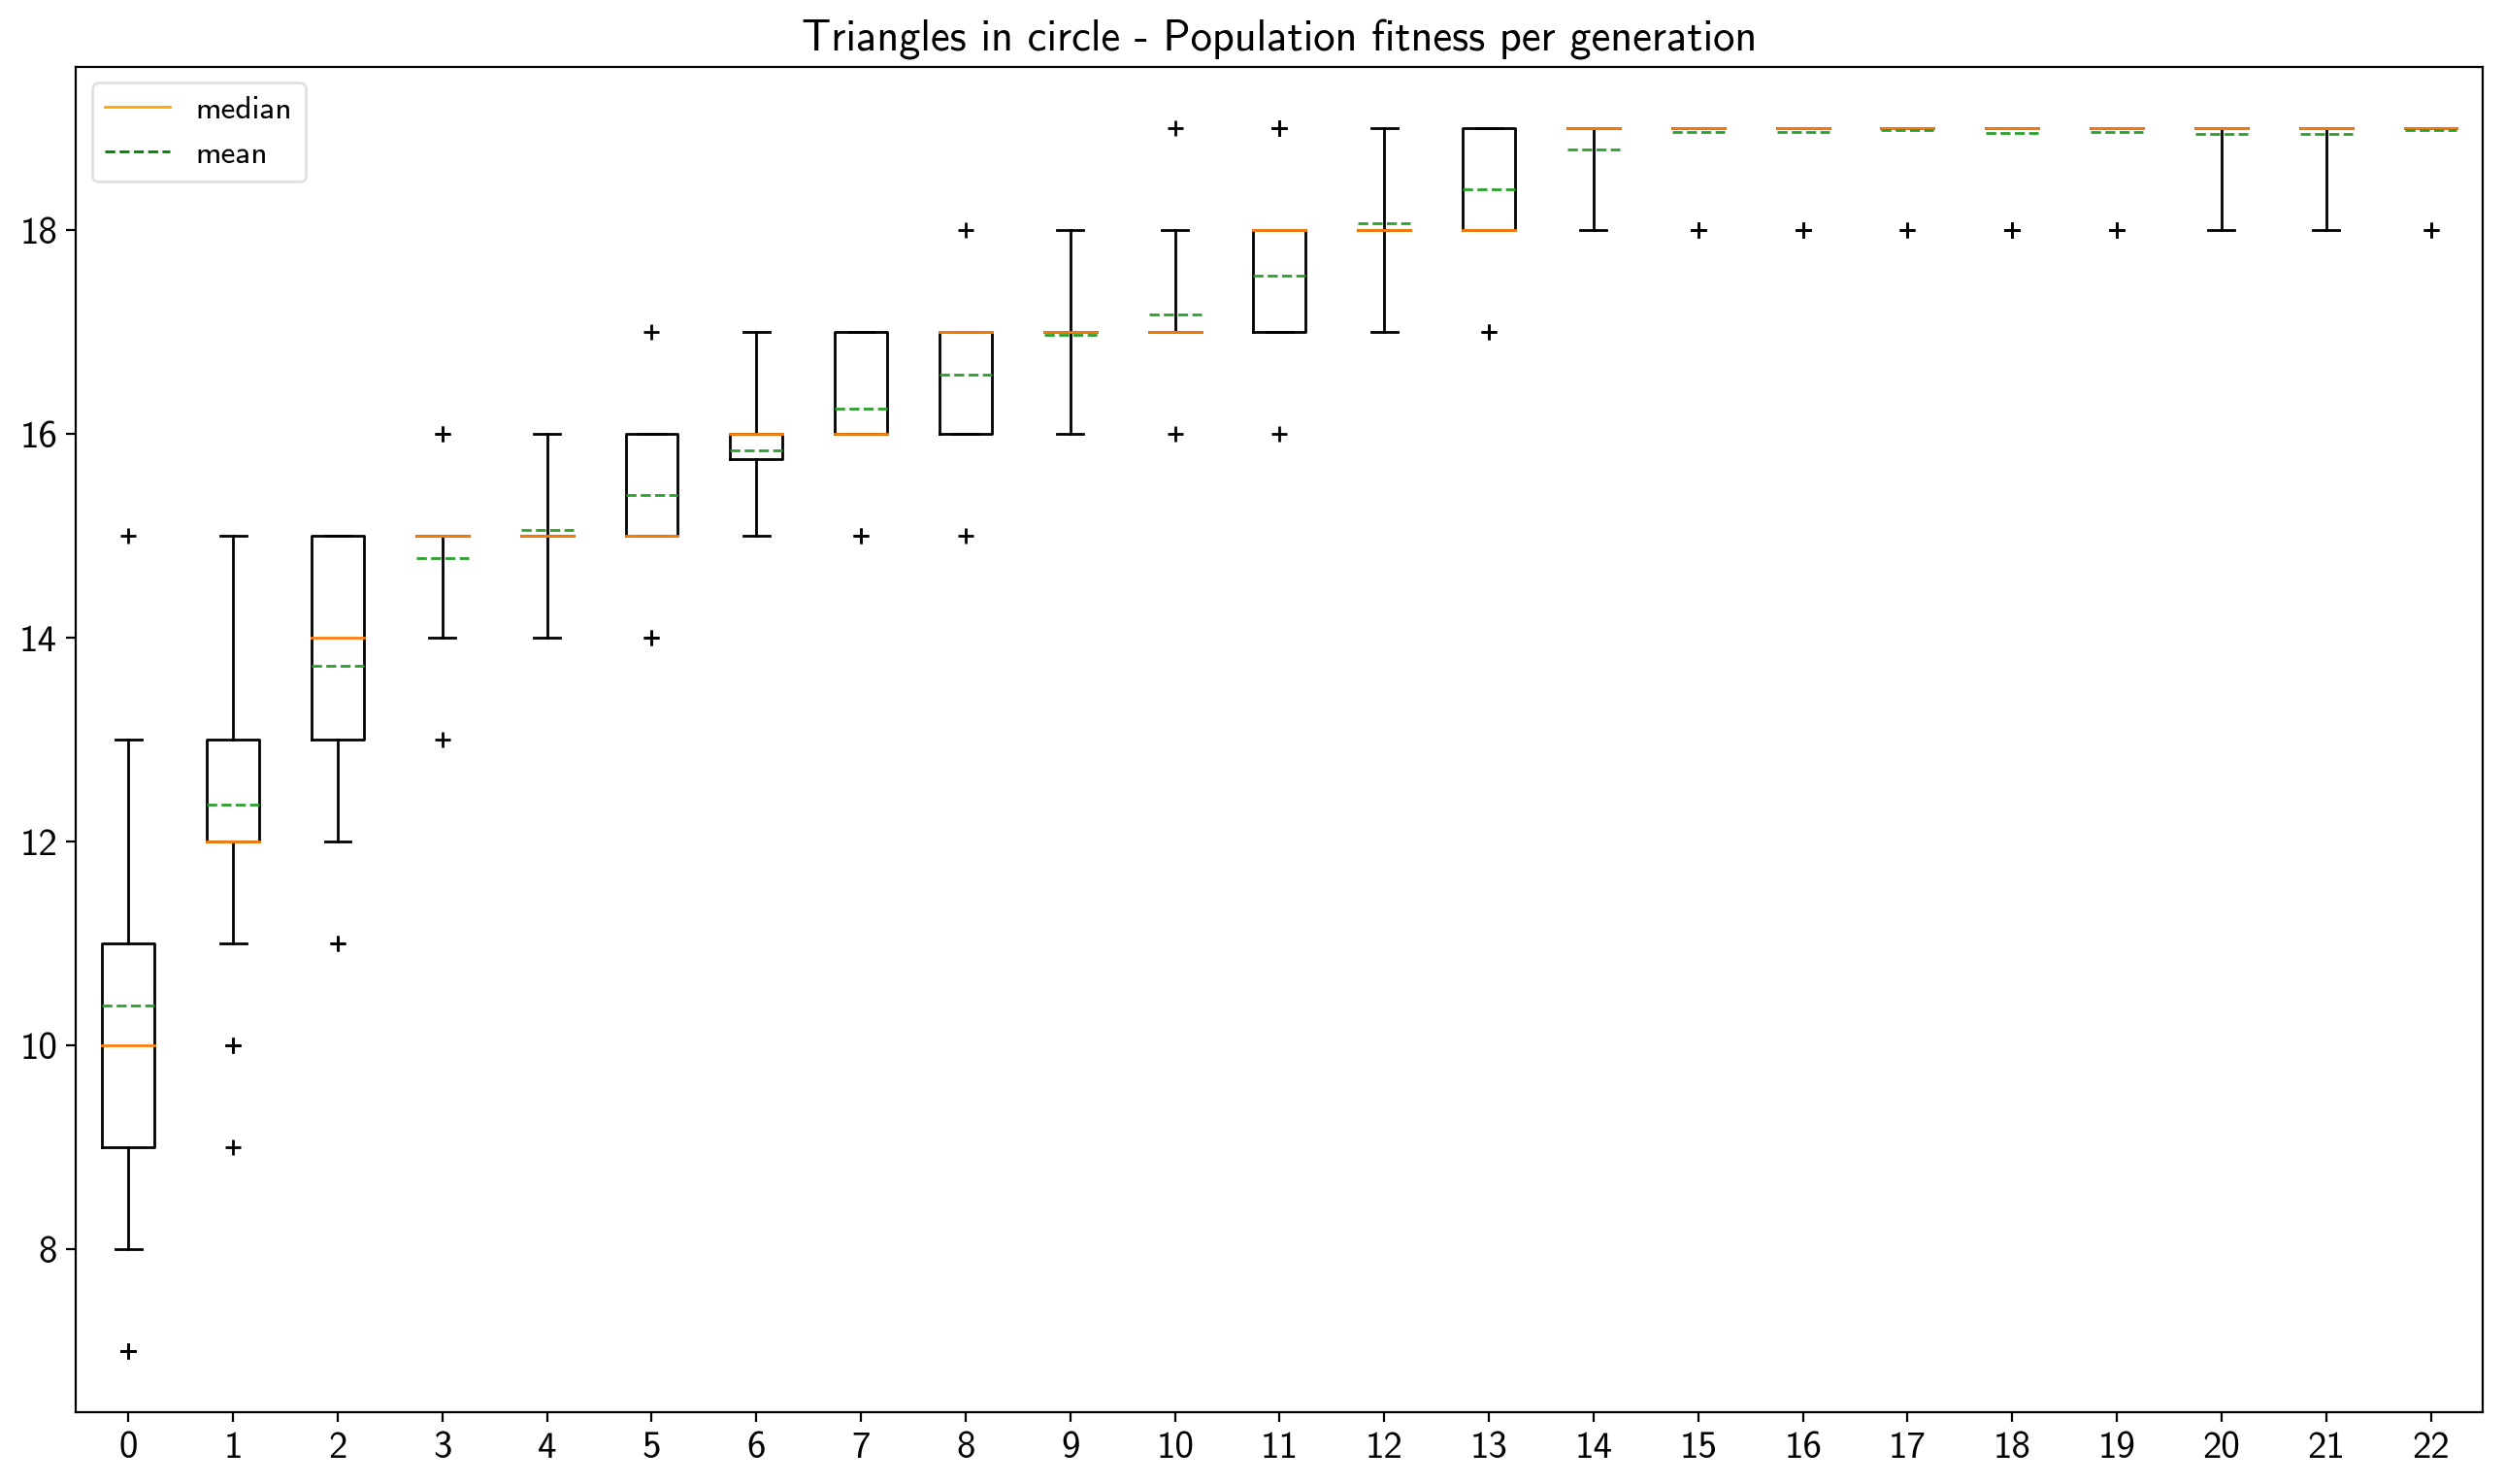 Triangles in circle - Population fitness per generation
median
mean
18
16
14
12
10
8
0 1 2 3 4 5 6 7 8 9 10 11 12 13 14 15 16 17 18 19 20 21 22